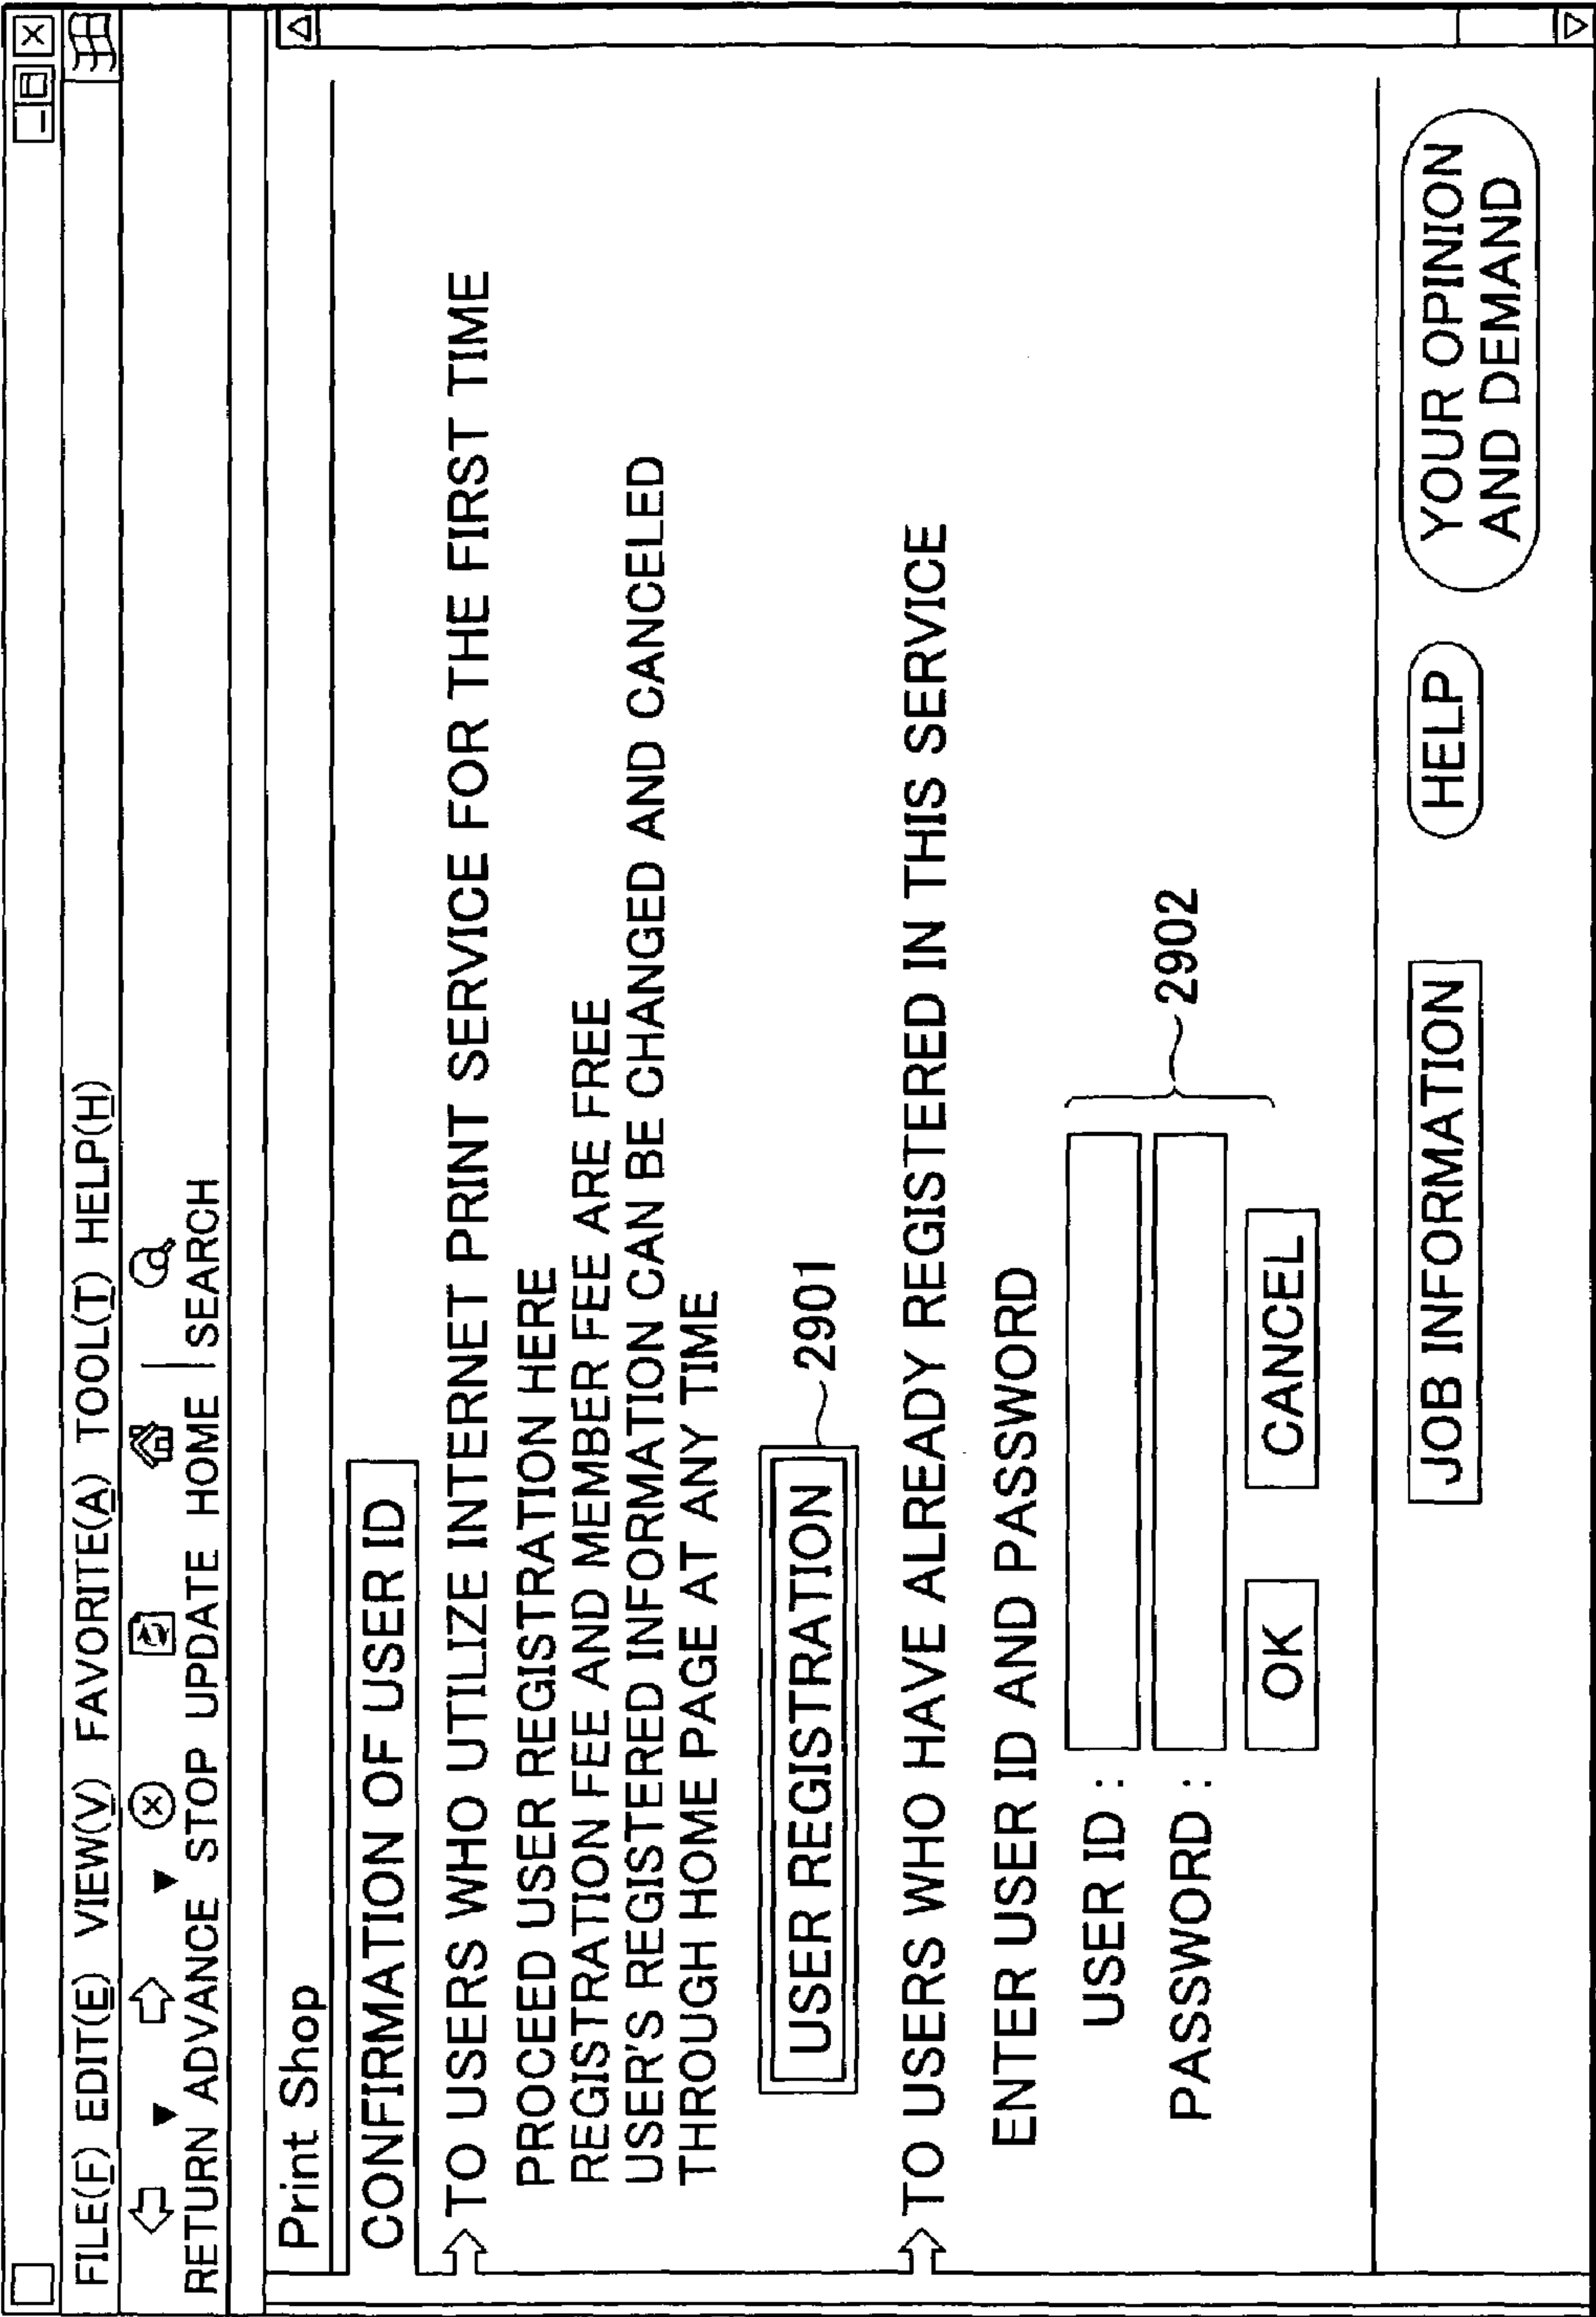 FILE(F) EDIT(E) VIEW(V) FAVORITE(A) TOOL(T) HELP(H)
RETURN ADVANCE STOP UPDATE HOME SEARCH
Print Shop
CONFIRMATION OF USER ID
TO USERS WHO UTILIZE INTERNET PRINT SERVICE FOR THE FIRST TIME
PROCEED USER REGISTRATION HERE
REGISTRATION FEE AND MEMBER FEE ARE FREE
USER'S REGISTERED INFORMATION CAN BE CHANGED AND CANCELED
THROUGH HOME PAGE AT ANY TIME
USER REGISTRATION 2901
TO USERS WHO HAVE ALREADY REGISTERED IN THIS SERVICE
ENTER USER ID AND PASSWORD
USER ID :
PASSWORD : 2902
OK CANCEL
JOB INFORMATION HELP YOUR OPINION
AND DEMAND